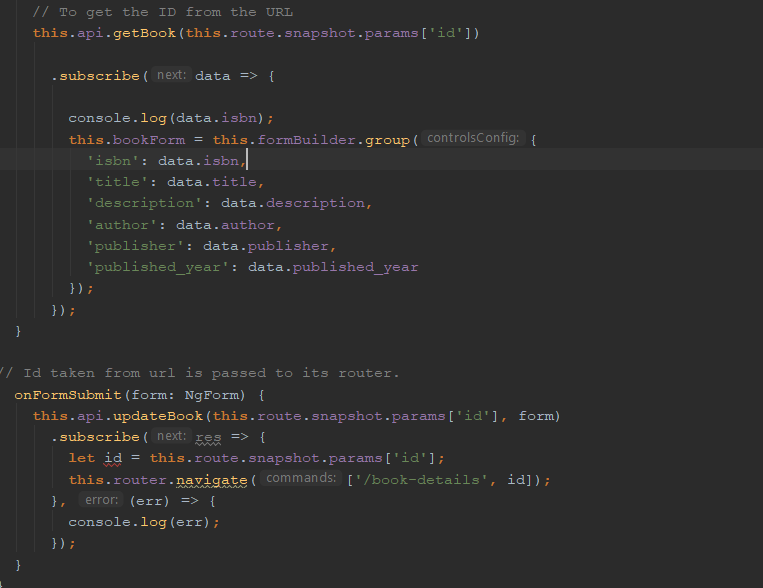 // To get the ID from the URL
this.api.getBook(this.route.snapshot.params['id'])
.subscribe( next: data => {
console.log(data.isbn);
this.bookForm = this.formBuilder.group( controlsConfig: {
'isbn': data.isbn,
'title': data.title,
'description': data.description,
'author': data.author,
'publisher': data.publisher,
'published_year': data.published_year
});
});
}
// Id taken from url is passed to its router.
onFormSubmit(form: NgForm) {
this.api.updateBook(this.route.snapshot.params['id'], form)
.subscribe( next: res => {
let id = this.route.snapshot.params['id'];
this.router.navigate( commands: ['/book-details', id]);
}, error: (err) => {
console.log(err);
});
}